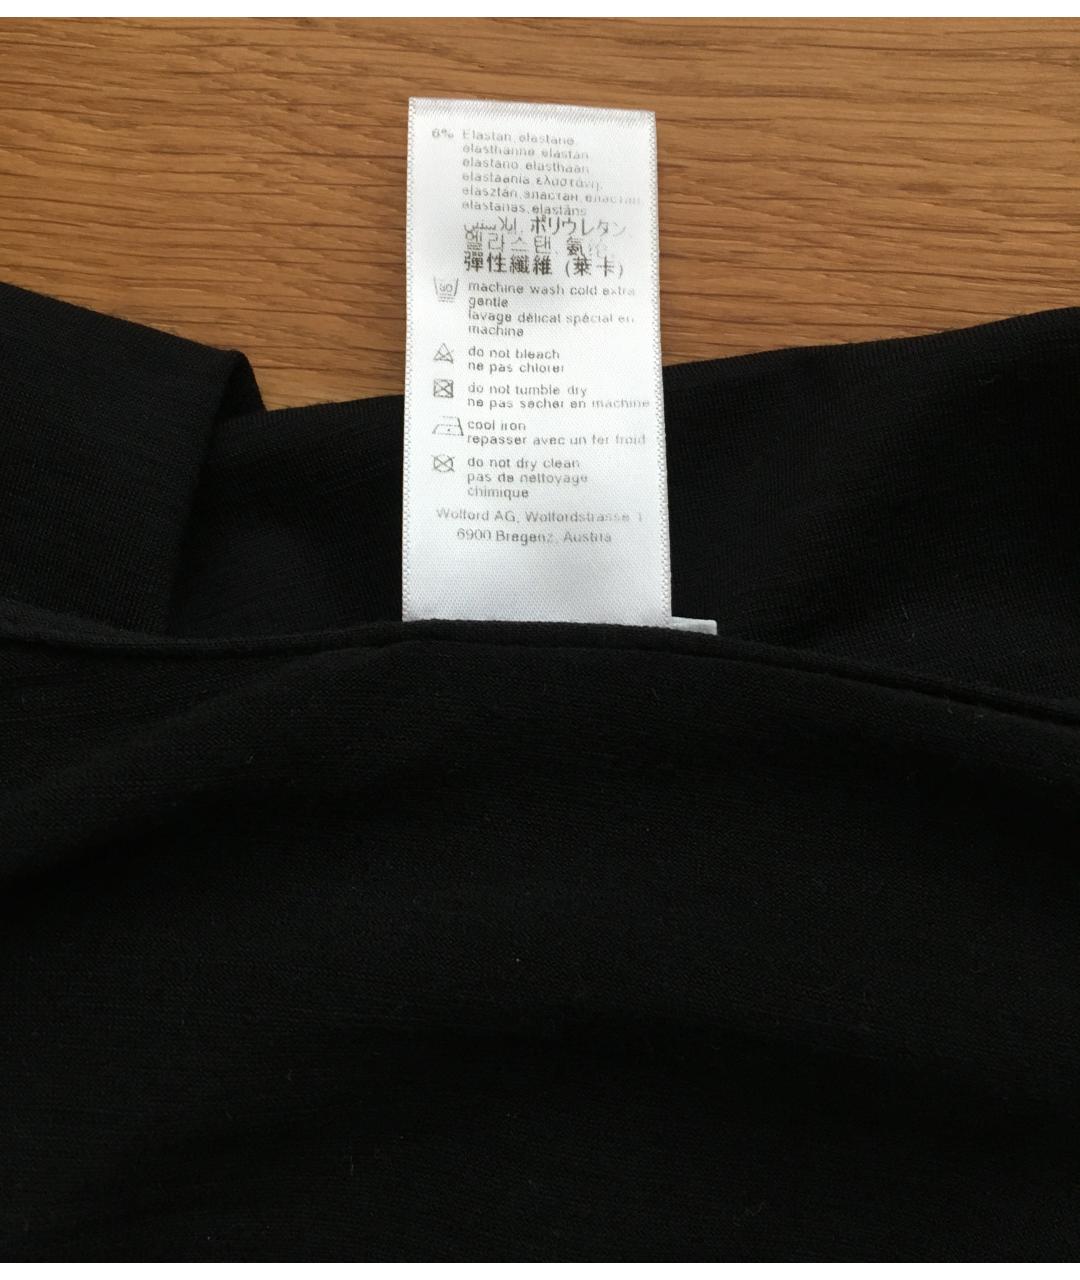 6% Elastan, elastane,
elasthanne, elastan
elastano, elasthaan
elastaania, ελαστάνη,
elasztán, эластан, еластан
elastanas, elastāns
إيلاستين, ポリウレタン,
엘라스탠, 氨纶
彈性纖維 (萊卡)
machine wash cold extra
gentle
lavage délicat spécial en
machine
do not bleach
ne pas chlorer
do not tumble dry
ne pas sécher en machine
cool iron
repasser avec un fer froid
do not dry clean
pas de nettoyage
chimique
Wolford AG, Wolfordstrasse 1
6900 Bregenz, Austria